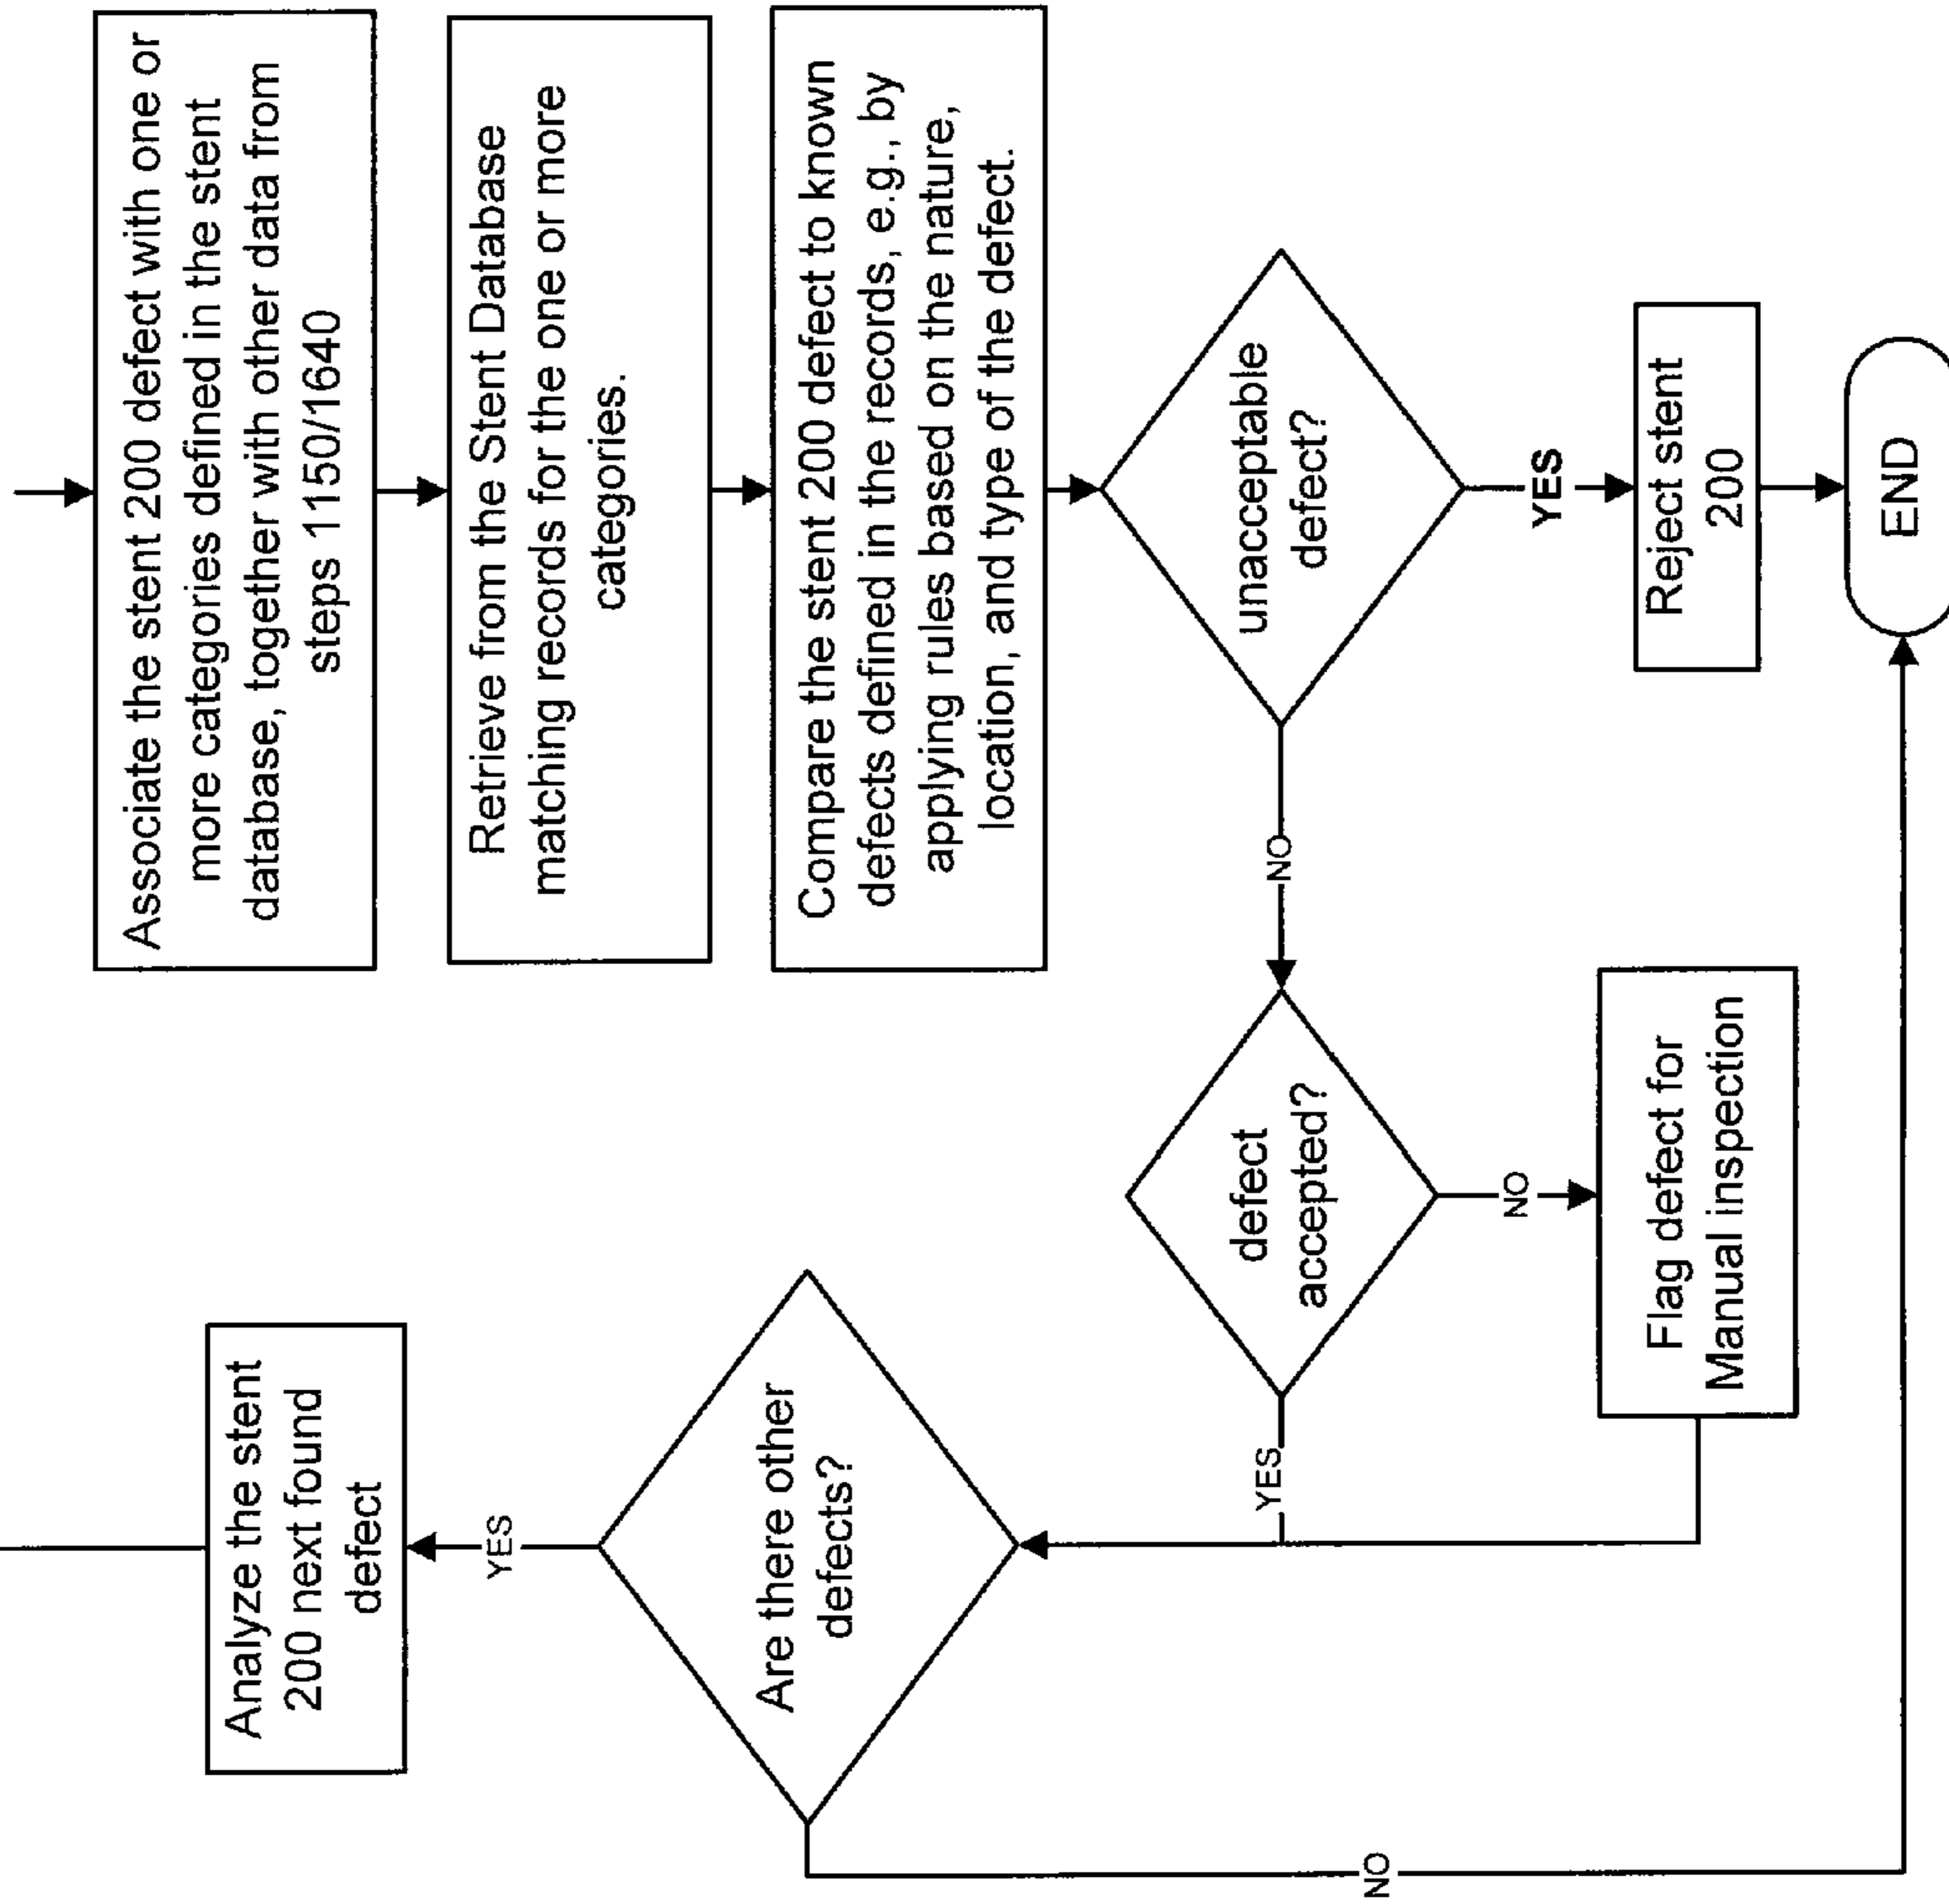 Associate the stent 200 defect with one or
more categories defined in the stent
database, together with other data from
steps 1150/1640
Retrieve from the Stent Database
matching records for the one or more
categories.
Compare the stent 200 defect to known
defects defined in the records, e.g., by
applying rules based on the nature,
location, and type of the defect.
unacceptable
defect?
YES
Reject stent
200
END
NO
defect
accepted?
NO
Flag defect for
Manual inspection
YES
Are there other
defects?
YES
Analyze the stent
200 next found
defect
NO